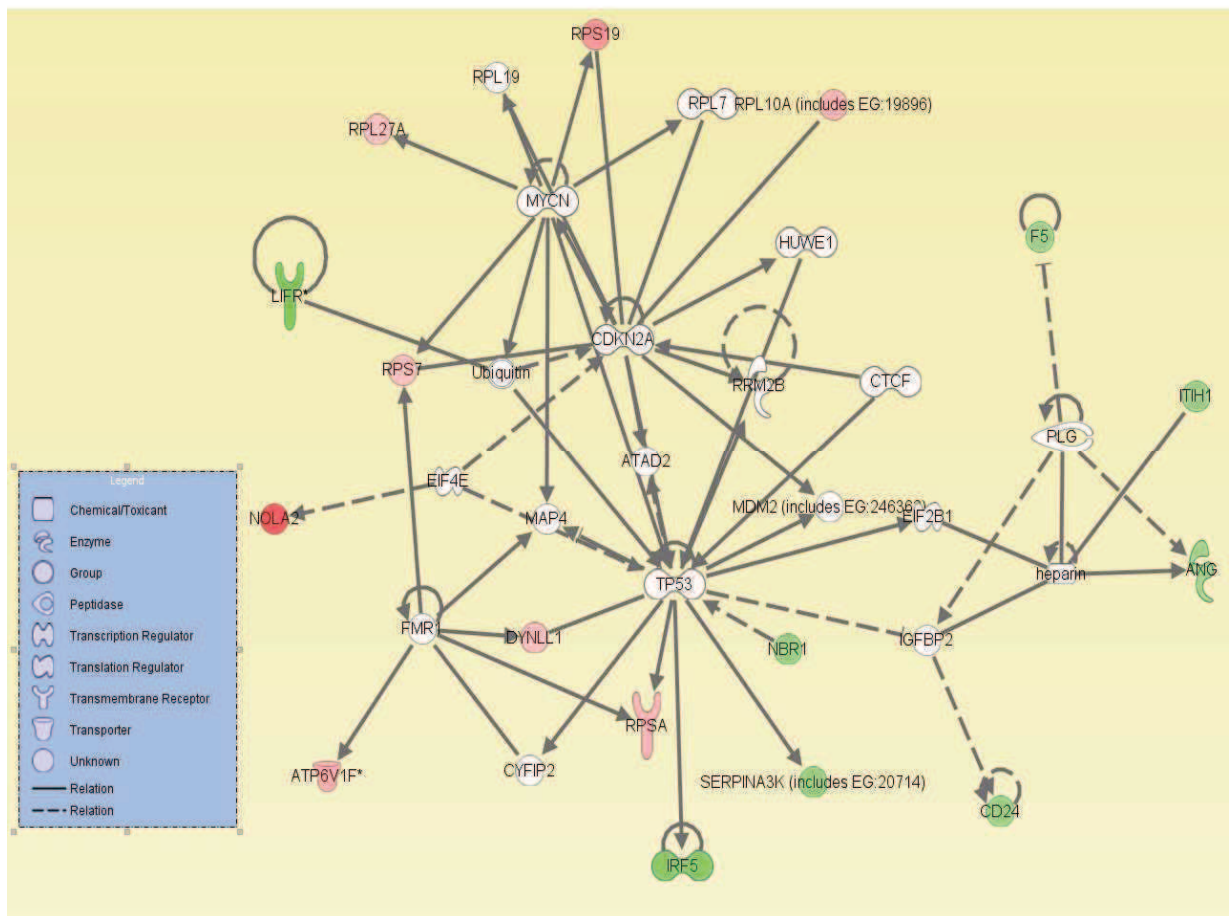 RPS19
RPL19
RPL7
RPL10A (includes EG:19896)
RPL27A
MYCN
HUWE1
F5
LIFR*
CDKN2A
RPS7
Ubiquitin
RRM2B
CTCF
ITIH1
PLG
ATAD2
EIF4E
MDM2 (includes EG:246362)
NOLA2
MAP4
EIF2B1
TP53
heparin
ANG
FMR1
DYNLL1
NBR1
IGFBP2
RPSA
ATP6V1F*
CYFIP2
SERPINA3K (includes EG:20714)
CD24
IRF5
Legend
Chemical/Toxicant
Enzyme
Group
Peptidase
Transcription Regulator
Translation Regulator
Transmembrane Receptor
Transporter
Unknown
Relation
Relation